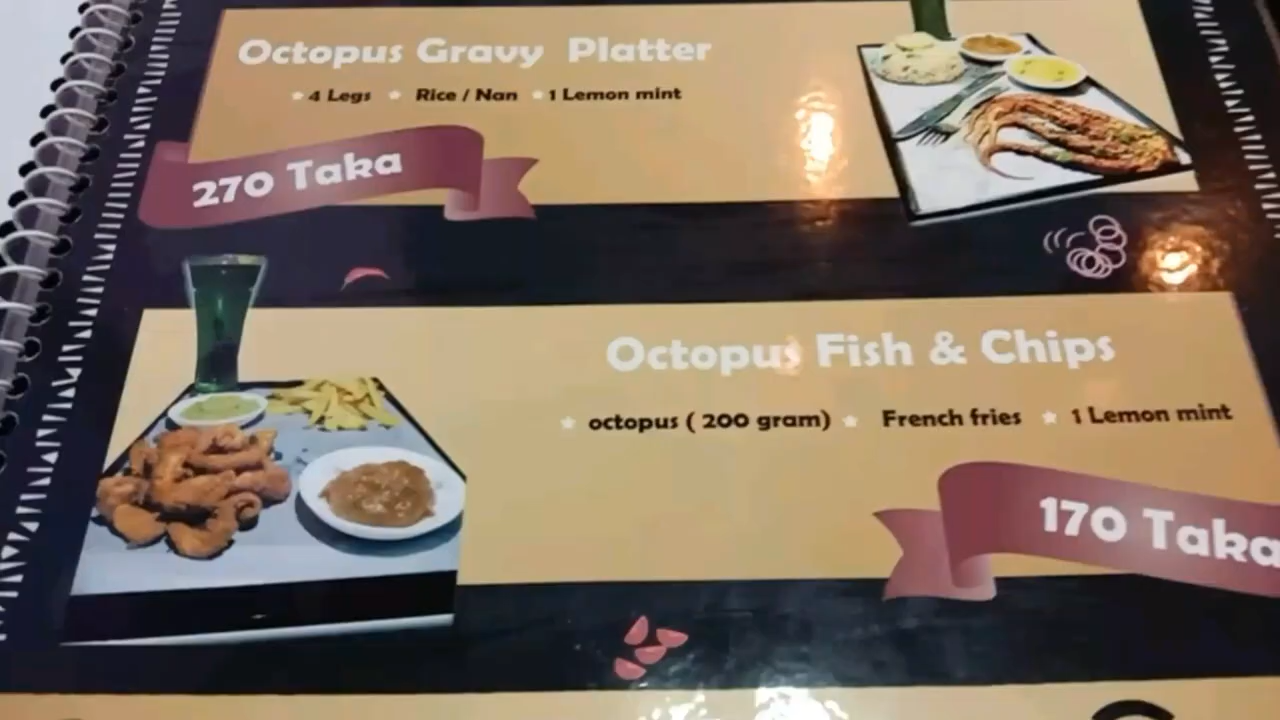 Octopus Gravy Platter
4 Legs Rice / Nan 1 Lemon mint
270 Taka
Octopus Fish & Chips
octopus ( 200 gram) French fries 1 Lemon mint
170 Taka